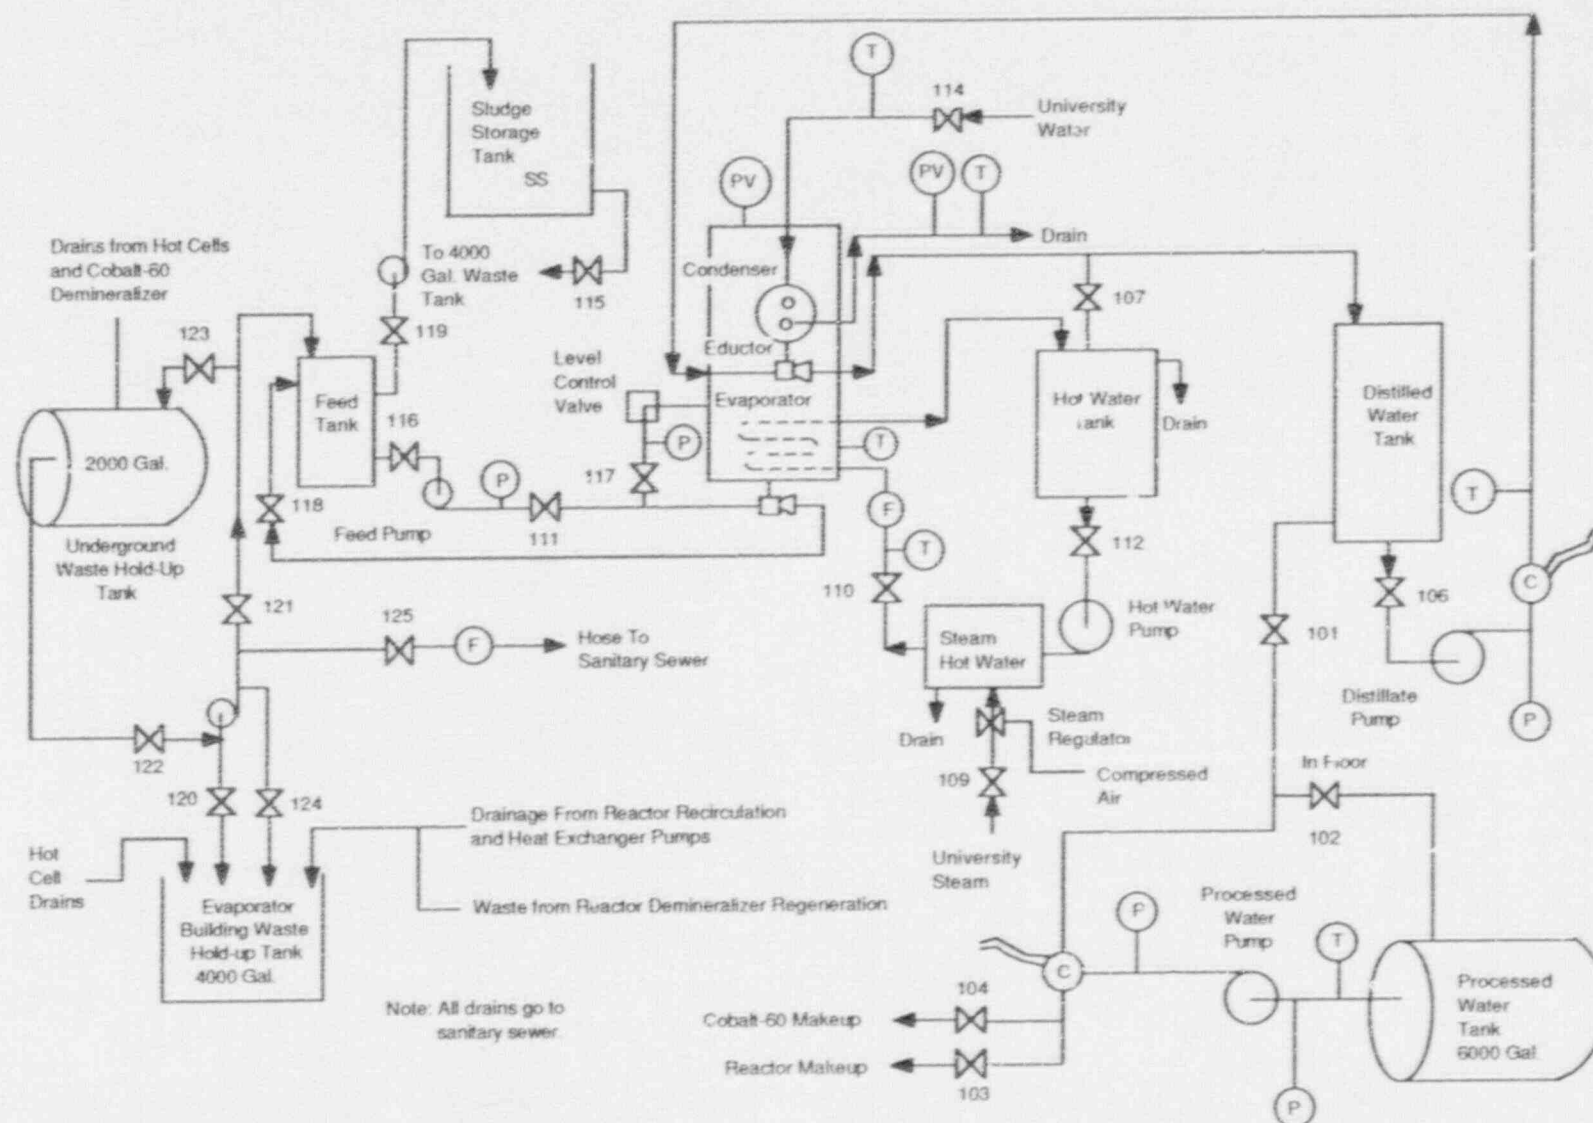 T
114
University
Water
Sludge
Storage
Tank
SS
PV
PV
T
Drain
Drains from Hot Cells
and Cobalt-60
Demineralizer
To 4000
Gal. Waste
Tank
115
Condenser
107
123
119
Eductor
Level
Control
Valve
Evaporator
Feed
Tank
116
Hot Water
Tank
Drain
Distilled
Water
Tank
P
T
2000 Gal.
117
P
118
F
T
Feed Pump
111
Underground
Waste Hold-Up
Tank
T
112
C
110
106
121
125
F
Hose To
Sanitary Sewer
Steam
Hot Water
Hot Water
Pump
101
Distillate
Pump
P
Drain
Steam
Regulator
122
109
Compressed
Air
In Floor
120
124
Drainage From Reactor Recirculation
and Heat Exchanger Pumps
102
Hot
Cell
Drains
University
Steam
Evaporator
Building Waste
Hold-up Tank
4000 Gal.
Waste from Reactor Demineralizer Regeneration
Processed
Water
Pump
P
T
C
Note: All drains go to
sanitary sewer.
104
Cobalt-60 Makeup
Processed
Water
Tank
6000 Gal.
Reactor Makeup
103
P